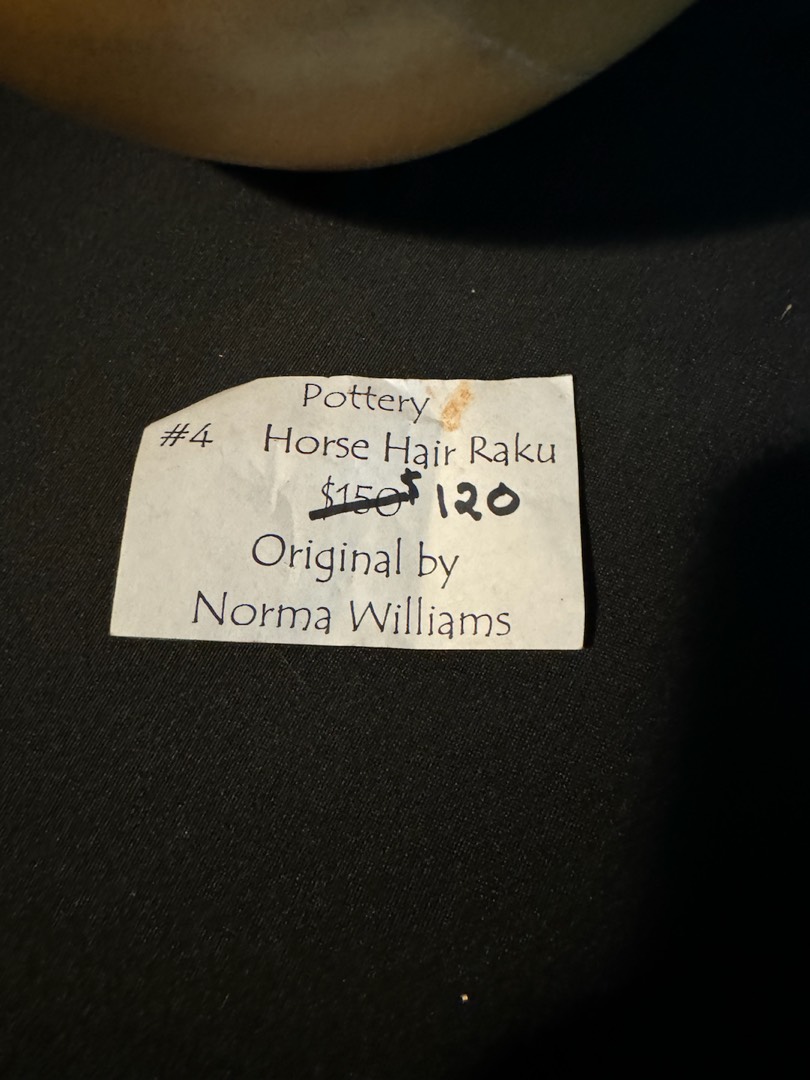 Pottery
#4 Horse Hair Raku
$150 $120
Original by
Norma Williams